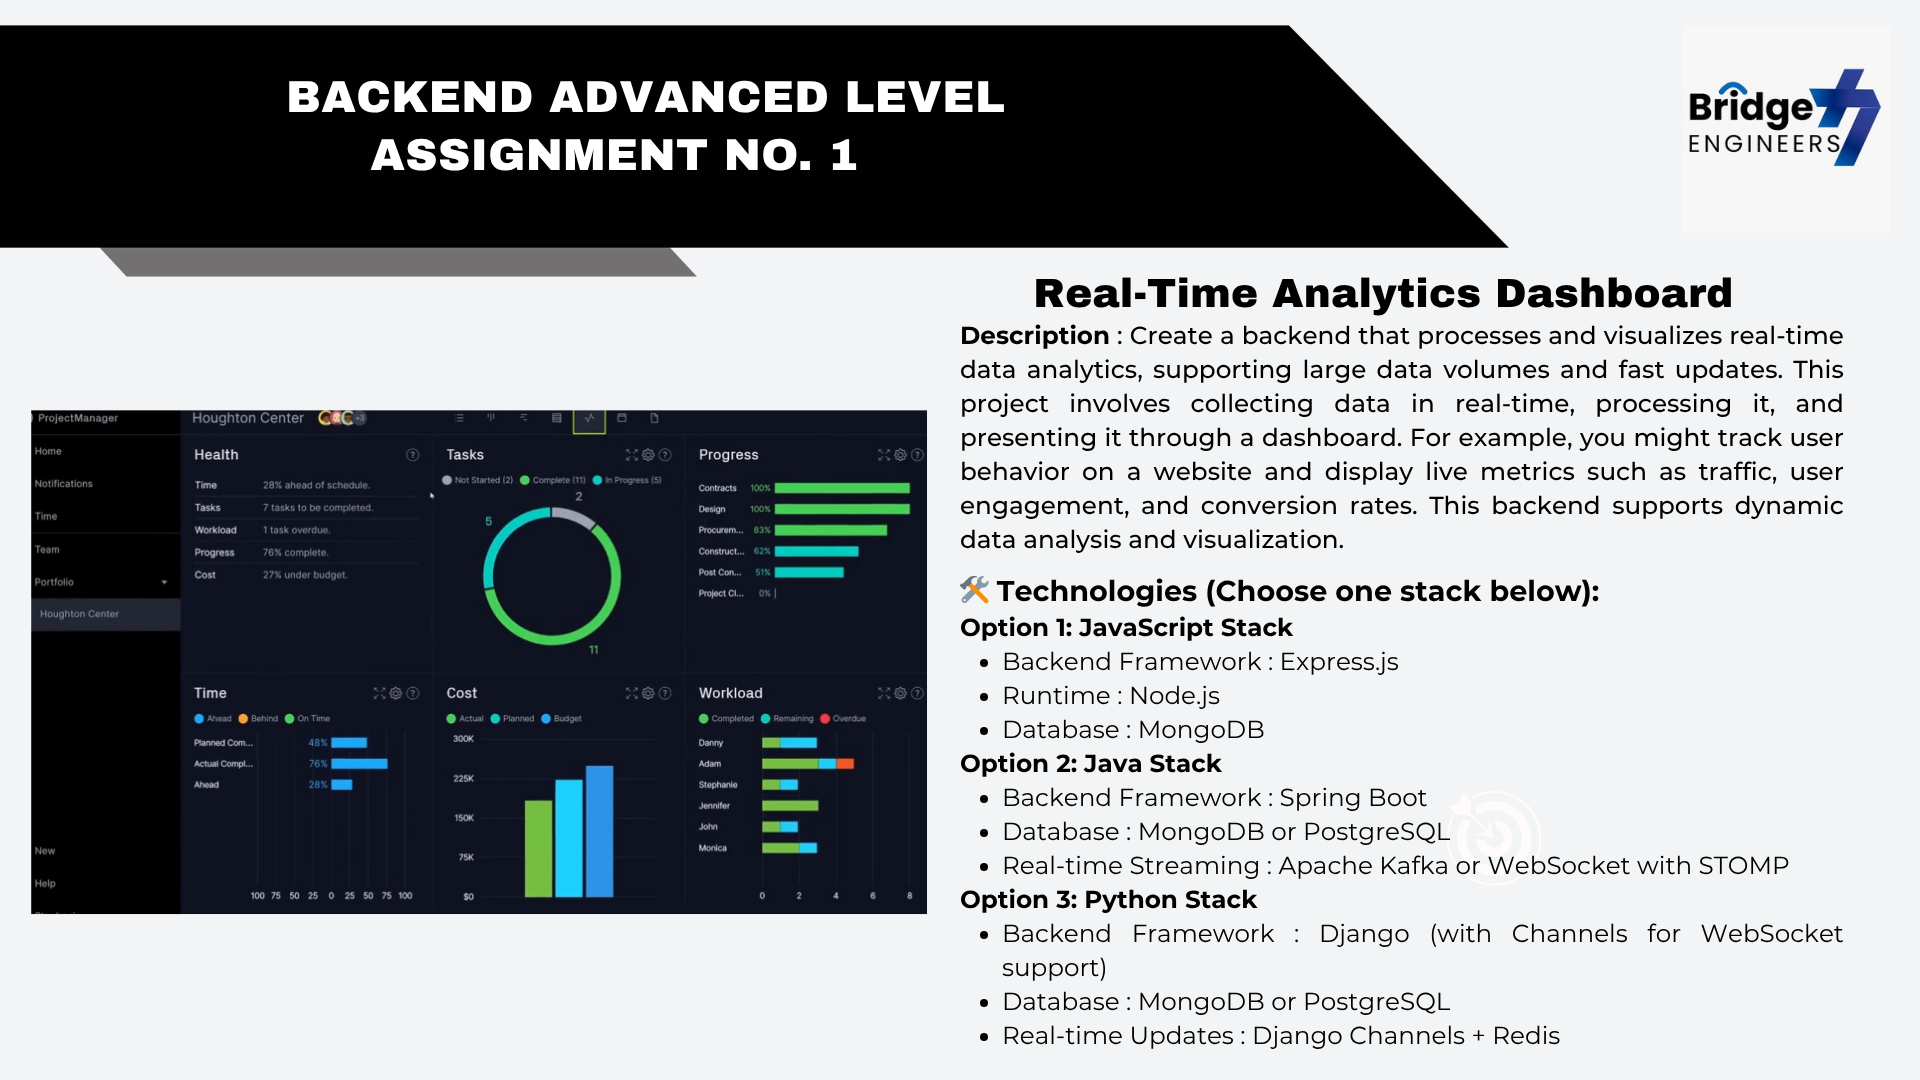 BACKEND ADVANCED LEVEL
ASSIGNMENT NO. 1
Bridge
ENGINEERS
Real-Time Analytics Dashboard
Description : Create a backend that processes and visualizes real-time
data analytics, supporting large data volumes and fast updates. This
project involves collecting data in real-time, processing it, and
presenting it through a dashboard. For example, you might track user
behavior on a website and display live metrics such as traffic, user
engagement, and conversion rates. This backend supports dynamic
data analysis and visualization.
🛠 Technologies (Choose one stack below):
Option 1: JavaScript Stack
• Backend Framework : Express.js
• Runtime : Node.js
• Database : MongoDB
Option 2: Java Stack
• Backend Framework : Spring Boot
• Database : MongoDB or PostgreSQL
• Real-time Streaming : Apache Kafka or WebSocket with STOMP
Option 3: Python Stack
• Backend Framework : Django (with Channels for WebSocket
support)
• Database : MongoDB or PostgreSQL
• Real-time Updates : Django Channels + Redis
ProjectManager
Home
Notifications
Time
Team
Portfolio
Houghton Center
New
Help
Houghton Center +3
Health
Time 28% ahead of schedule.
Tasks 7 tasks to be completed.
Workload 1 task overdue.
Progress 76% complete.
Cost 27% under budget.
Tasks
Not Started (2) Complete (11) In Progress (5)
2
5
11
Progress
Contracts 100%
Design 100%
Procurem... 83%
Construct... 62%
Post Con... 51%
Project Cl... 0%
Time
Ahead Behind On Time
Planned Com... 48%
Actual Compl... 76%
Ahead 28%
100 75 50 25 0 25 50 75 100
Cost
Actual Planned Budget
300K
225K
150K
75K
$0
Workload
Completed Remaining Overdue
Danny
Adam
Stephanie
Jennifer
John
Monica
0 2 4 6 8